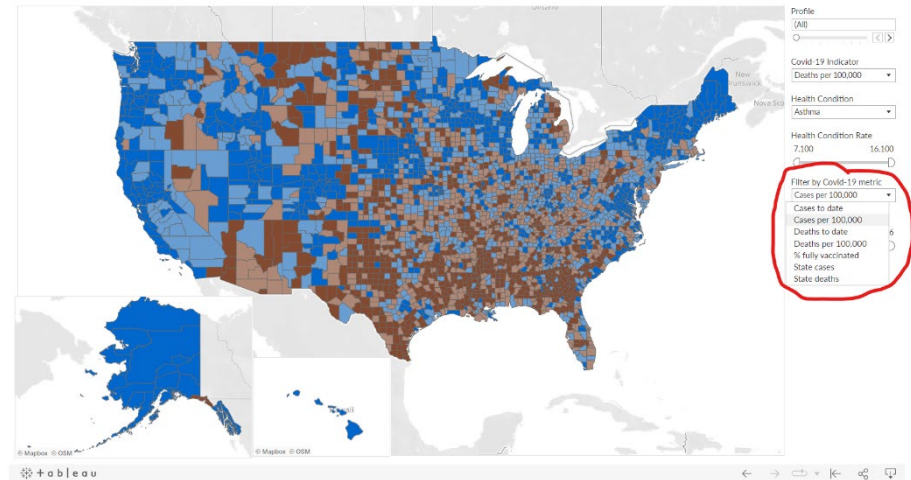 Profile
(All)
Covid-19 Indicator
Deaths per 100,000
Health Condition
Asthma
Health Condition Rate
7.100 16.100
Filter by Covid-19 metric
Cases per 100,000
Cases to date
Cases per 100,000
Deaths to date
6
Deaths per 100,000
% fully vaccinated
State cases
State deaths
New
Brunswick
Nova Sco
© Mapbox © OSM
© Mapbox © OSM
+ a b | e a u